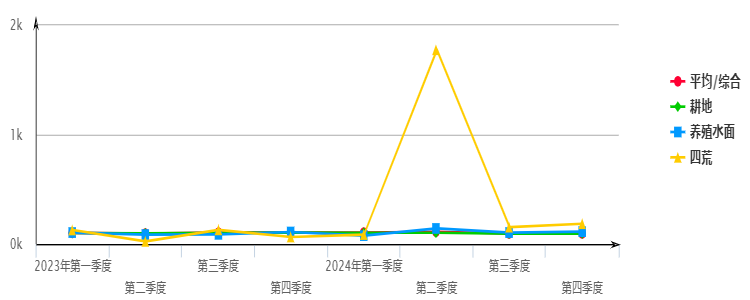 2k
1k
0k
2023年第一季度
第二季度
第三季度
第四季度
2024年第一季度
第二季度
第三季度
第四季度
平均/综合
耕地
养殖水面
四荒